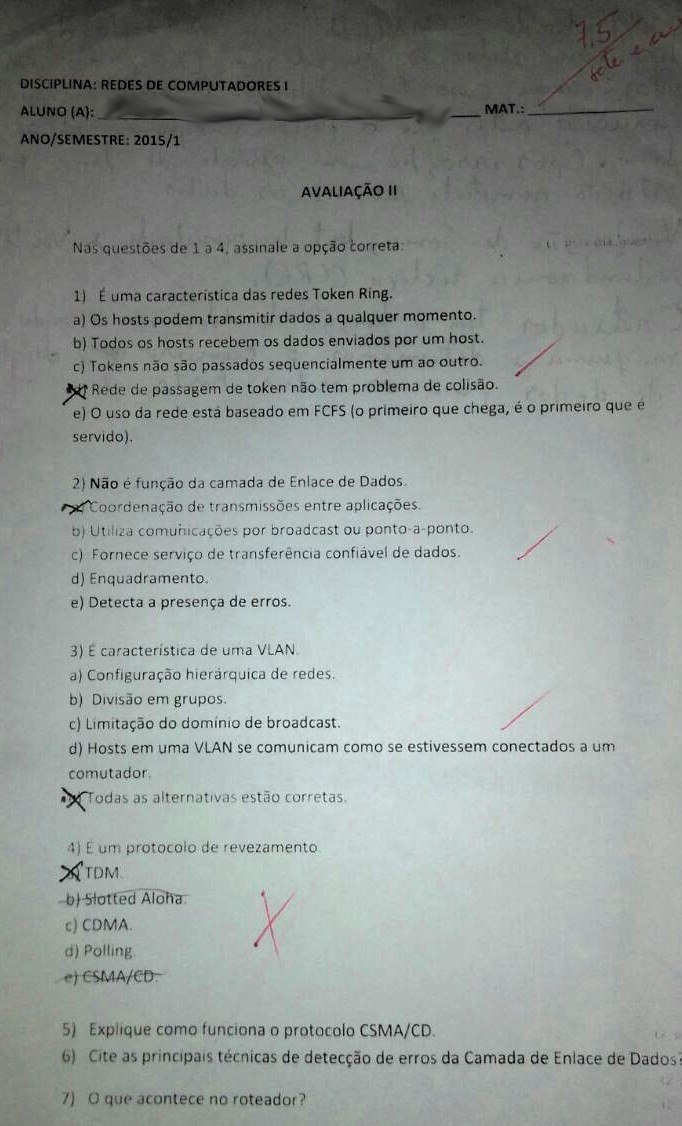 7,5
sete e
DISCIPLINA: REDES DE COMPUTADORES I
ALUNO (A): MAT.:
ANO/SEMESTRE: 2015/1
AVALIAÇÃO II
Nas questões de 1 a 4, assinale a opção correta:
1) É uma característica das redes Token Ring.
a) Os hosts podem transmitir dados a qualquer momento.
b) Todos os hosts recebem os dados enviados por um host.
c) Tokens não são passados sequencialmente um ao outro.
Rede de passagem de token não tem problema de colisão.
e) O uso da rede está baseado em FCFS (o primeiro que chega, é o primeiro que é
servido).
2) Não é função da camada de Enlace de Dados.
Coordenação de transmissões entre aplicações.
b) Utiliza comunicações por broadcast ou ponto-a-ponto.
c) Fornece serviço de transferência confiável de dados.
d) Enquadramento.
e) Detecta a presença de erros.
3) É característica de uma VLAN.
a) Configuração hierárquica de redes.
b) Divisão em grupos.
c) Limitação do domínio de broadcast.
d) Hosts em uma VLAN se comunicam como se estivessem conectados a um
comutador.
Todas as alternativas estão corretas.
4) É um protocolo de revezamento.
TDM.
b) Slotted Aloha.
c) CDMA.
d) Polling
e) CSMA/CD.
5) Explique como funciona o protocolo CSMA/CD.
6) Cite as principais técnicas de detecção de erros da Camada de Enlace de Dados?
7) O que acontece no roteador?